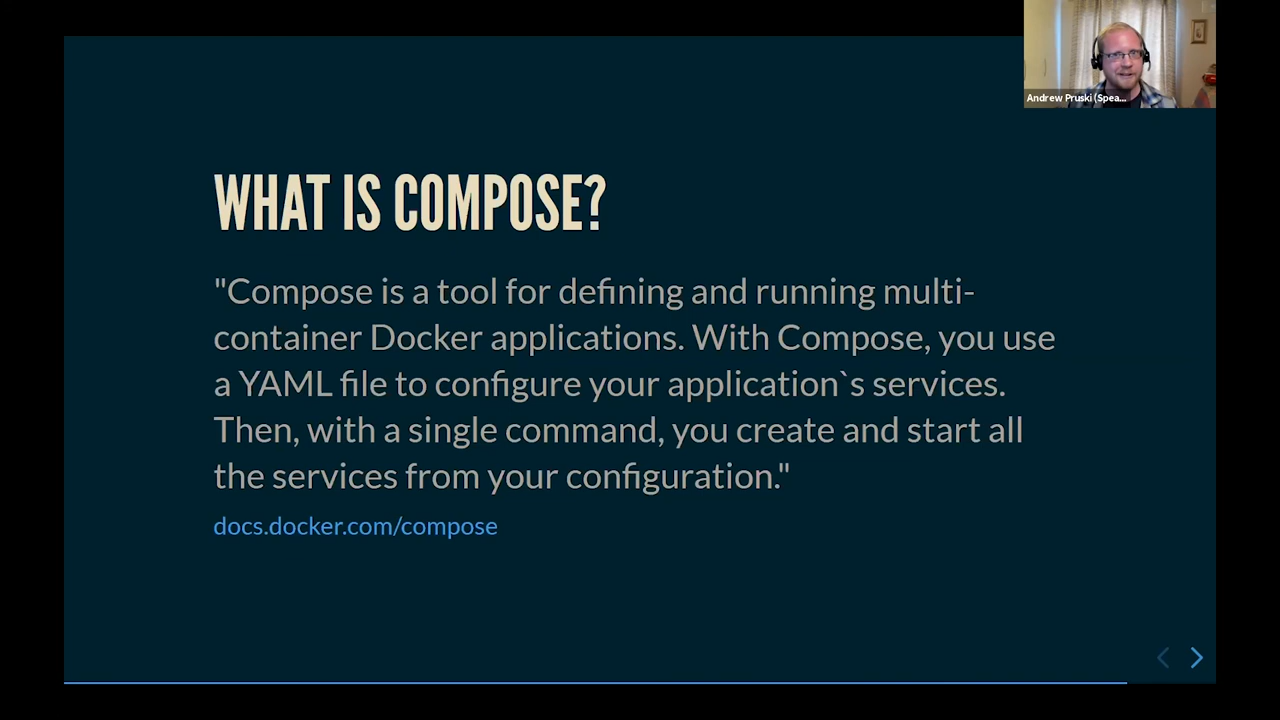 Andrew Pruski (Spea...
WHAT IS COMPOSE?
"Compose is a tool for defining and running multi-
container Docker applications. With Compose, you use
a YAML file to configure your application`s services.
Then, with a single command, you create and start all
the services from your configuration."
docs.docker.com/compose